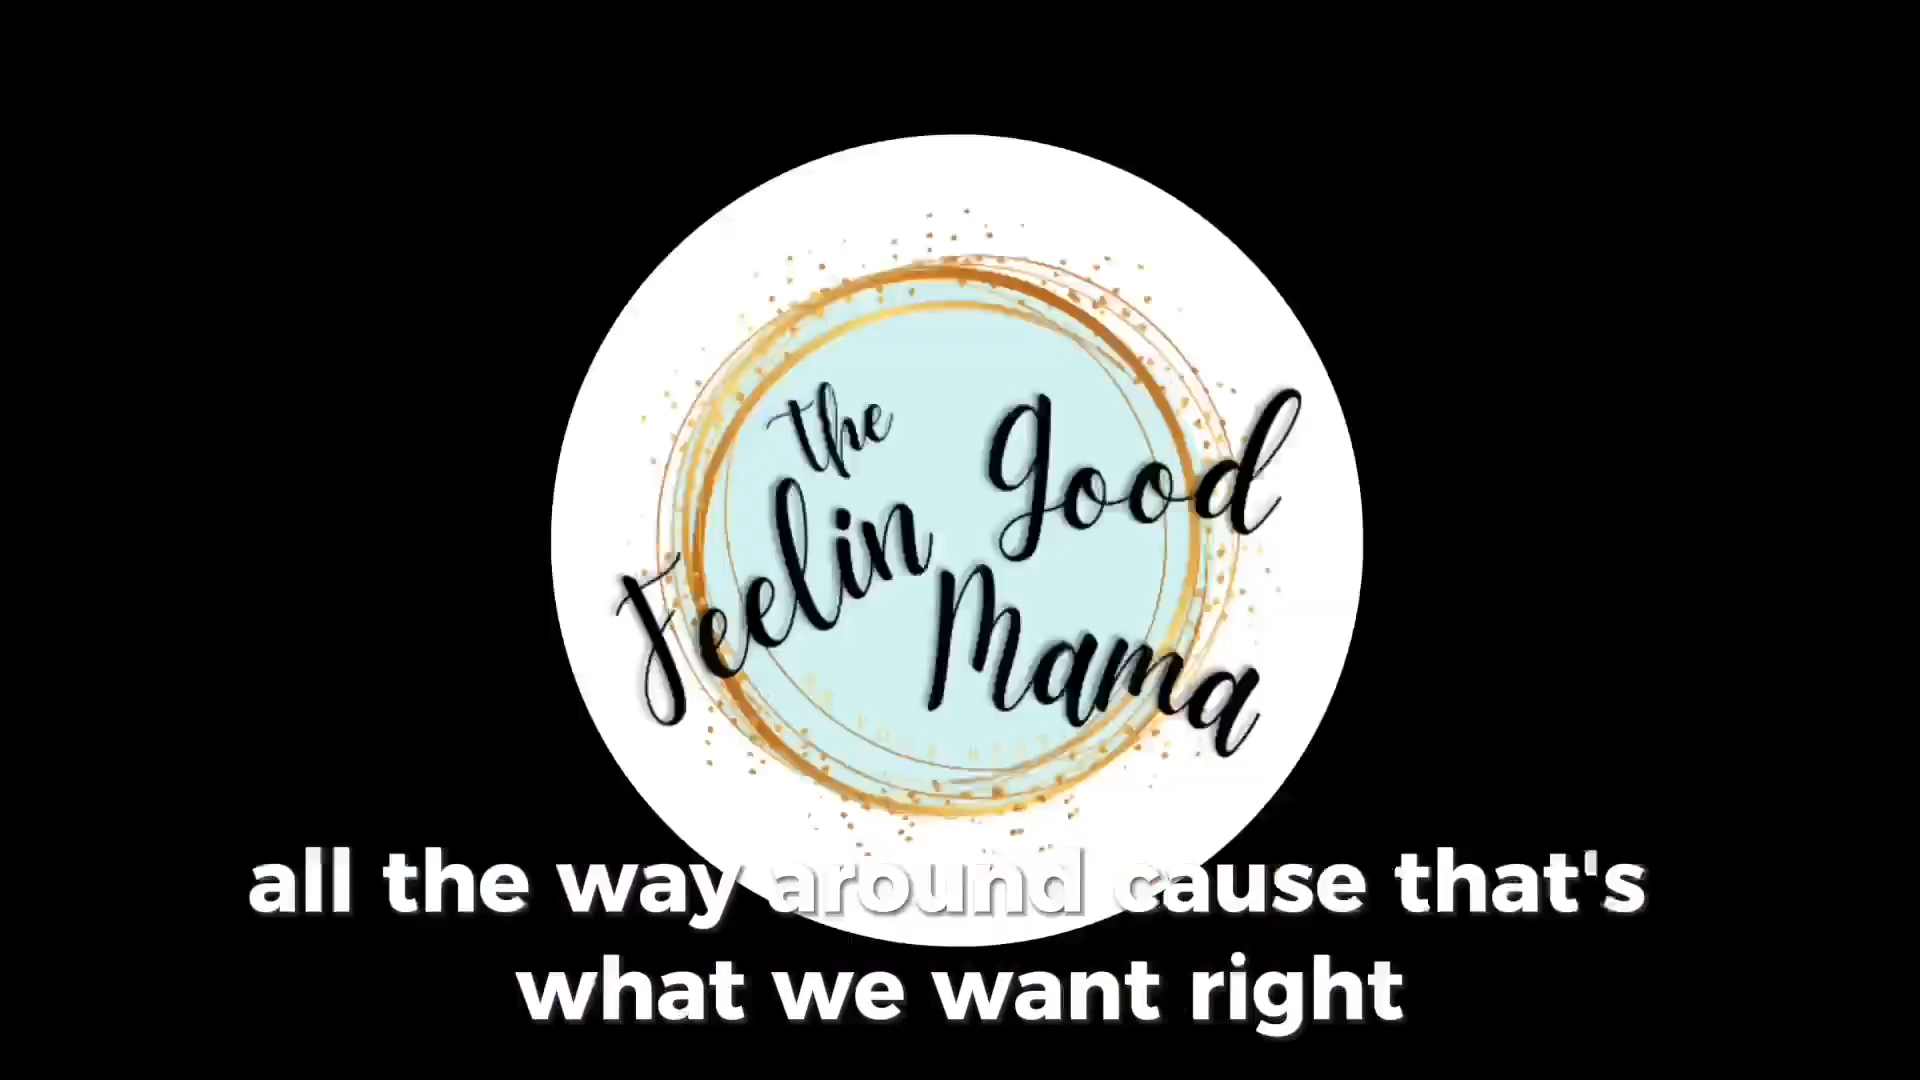 the
Feelin good
Mama
all the way around cause that's
what we want right